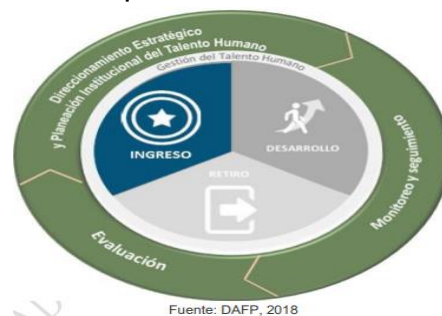 Direccionamiento Estratégico
y Planeación Institucional del Talento Humano
Gestión del Talento Humano
INGRESO
DESARROLLO
RETIRO
Monitoreo y seguimiento
Evaluación
Fuente: DAFP, 2018